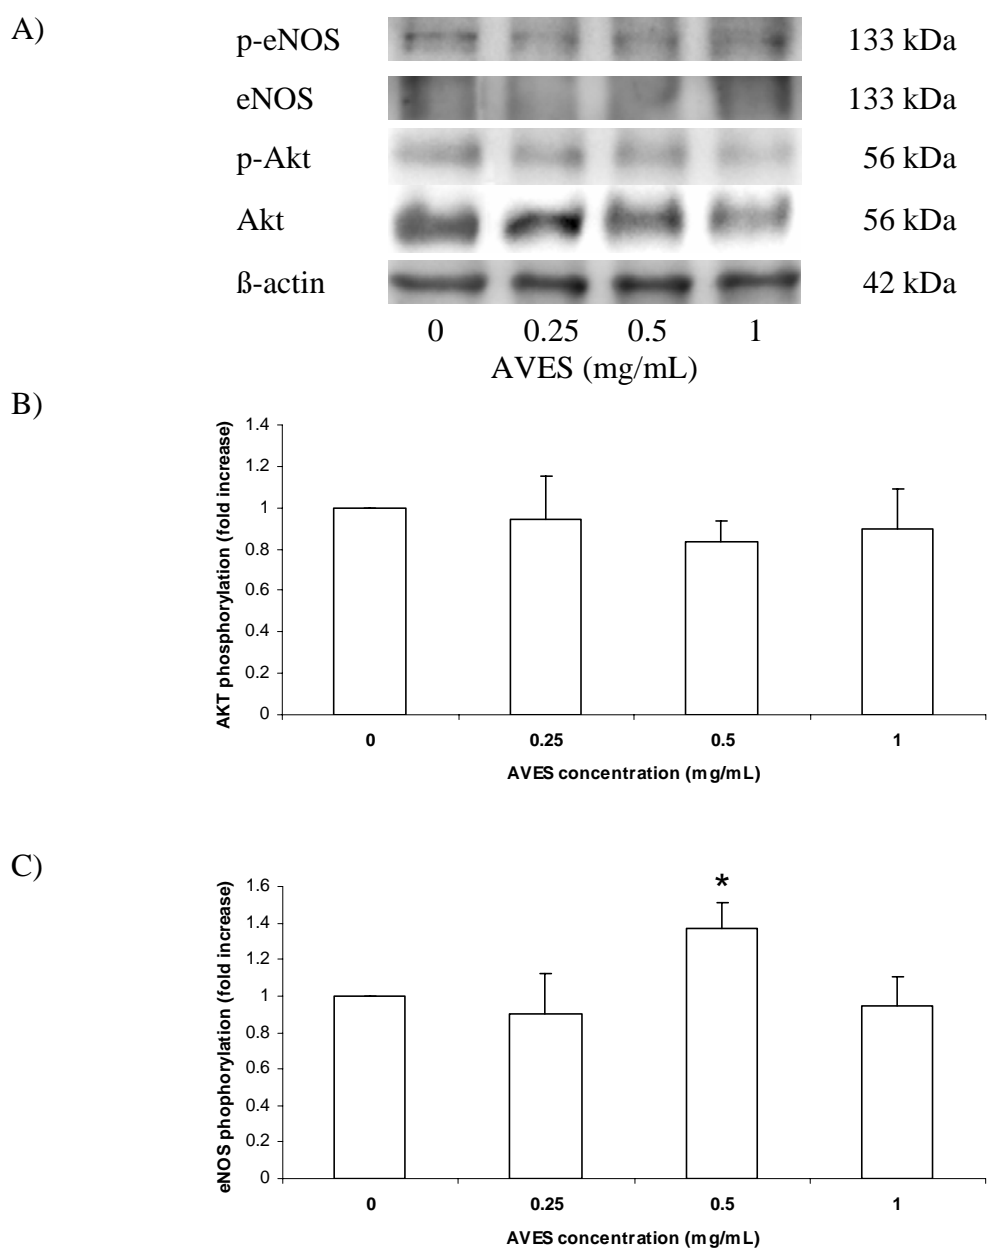 A)
p-eNOS 133 kDa
eNOS 133 kDa
p-Akt 56 kDa
Akt 56 kDa
ß-actin 42 kDa
0 0.25 0.5 1
AVES (mg/mL)
B)
AKT phosphorylation (fold increase)
1.4
1.2
1
0.8
0.6
0.4
0.2
0
0 0.25 0.5 1
AVES concentration (mg/mL)
C)
eNOS phophorylation (fold increase)
1.6
1.4
1.2
1
0.8
0.6
0.4
0.2
0
*
0 0.25 0.5 1
AVES concentration (mg/mL)